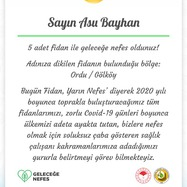 Sayın Asu Bayhan
5 adet fidan ile geleceğe nefes oldunuz!
Adınıza dikilen fidanın bulunduğu bölge:
Ordu / Gölköy
Bugün Fidan, Yarın Nefes' diyerek 2020 yılı
boyunca toprakla buluşturacağımız tüm
fidanlarımızı, zorlu Covid-19 günleri boyunca
ülkemizi adeta ayakta tutan, bizlere nefes
olmak için soluksuz çaba gösteren sağlık
çalışanı kahramanlarımıza adadığımızı
gururla belirtmeyi görev bilmekteyiz.
GELECEĞE
NEFES